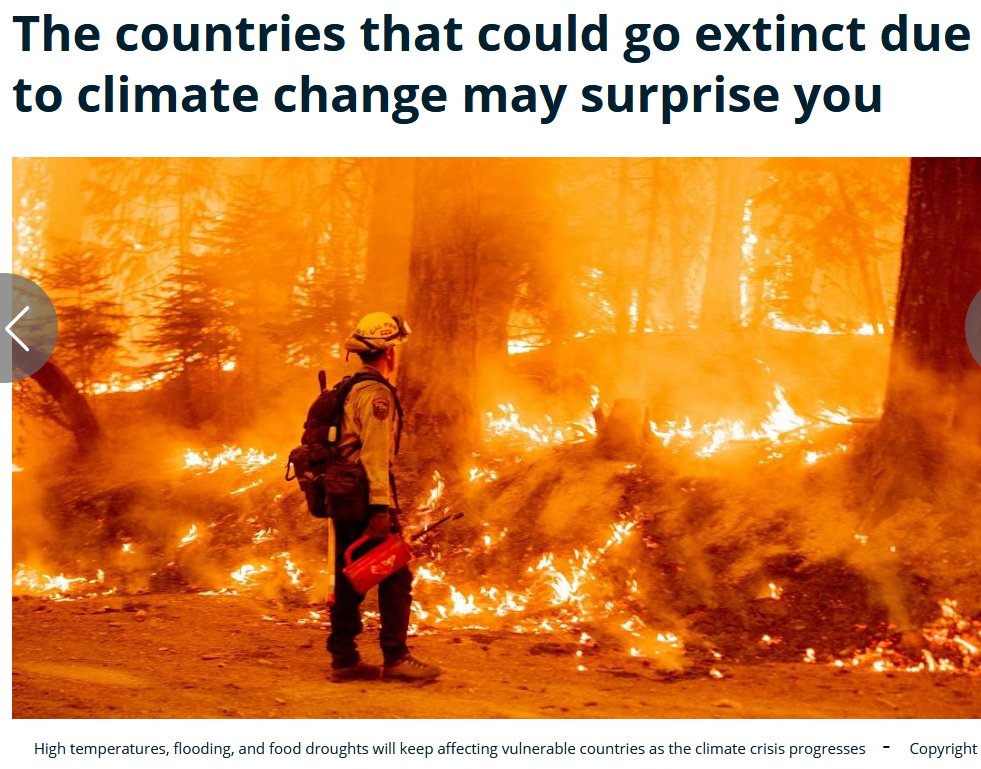 The countries that could go extinct due
to climate change may surprise you
High temperatures, flooding, and food droughts will keep affecting vulnerable countries as the climate crisis progresses - Copyright